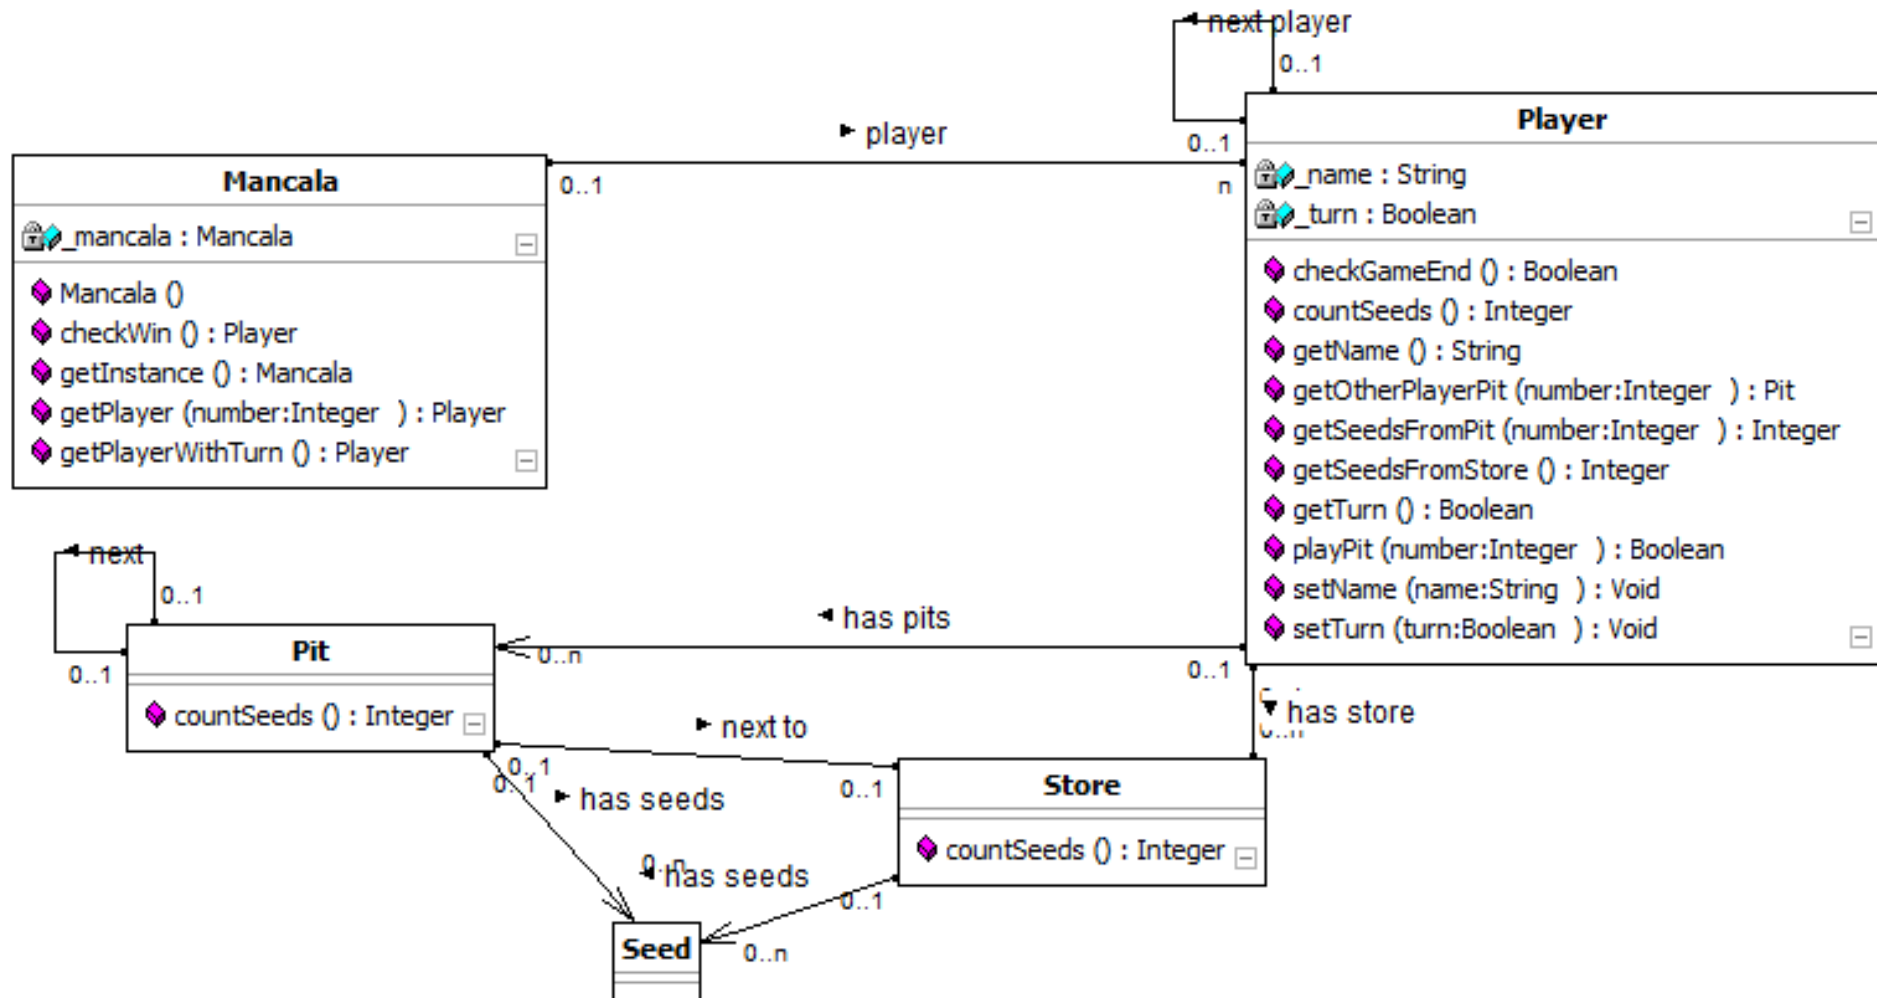 next player
0..1
Player
0..1
player
0..1
n
Mancala
_mancala : Mancala
Mancala ()
checkWin () : Player
getInstance () : Mancala
getPlayer (number:Integer ) : Player
getPlayerWithTurn () : Player
_name : String
_turn : Boolean
checkGameEnd () : Boolean
countSeeds () : Integer
getName () : String
getOtherPlayerPit (number:Integer ) : Pit
getSeedsFromPit (number:Integer ) : Integer
getSeedsFromStore () : Integer
getTurn () : Boolean
playPit (number:Integer ) : Boolean
setName (name:String ) : Void
setTurn (turn:Boolean ) : Void
next
0..1
0..1
Pit
countSeeds () : Integer
has pits
0..n
0..1
has store
next to
0..1
0..1
0..1
has seeds
Store
countSeeds () : Integer
0..n
has seeds
0..1
0..n
Seed